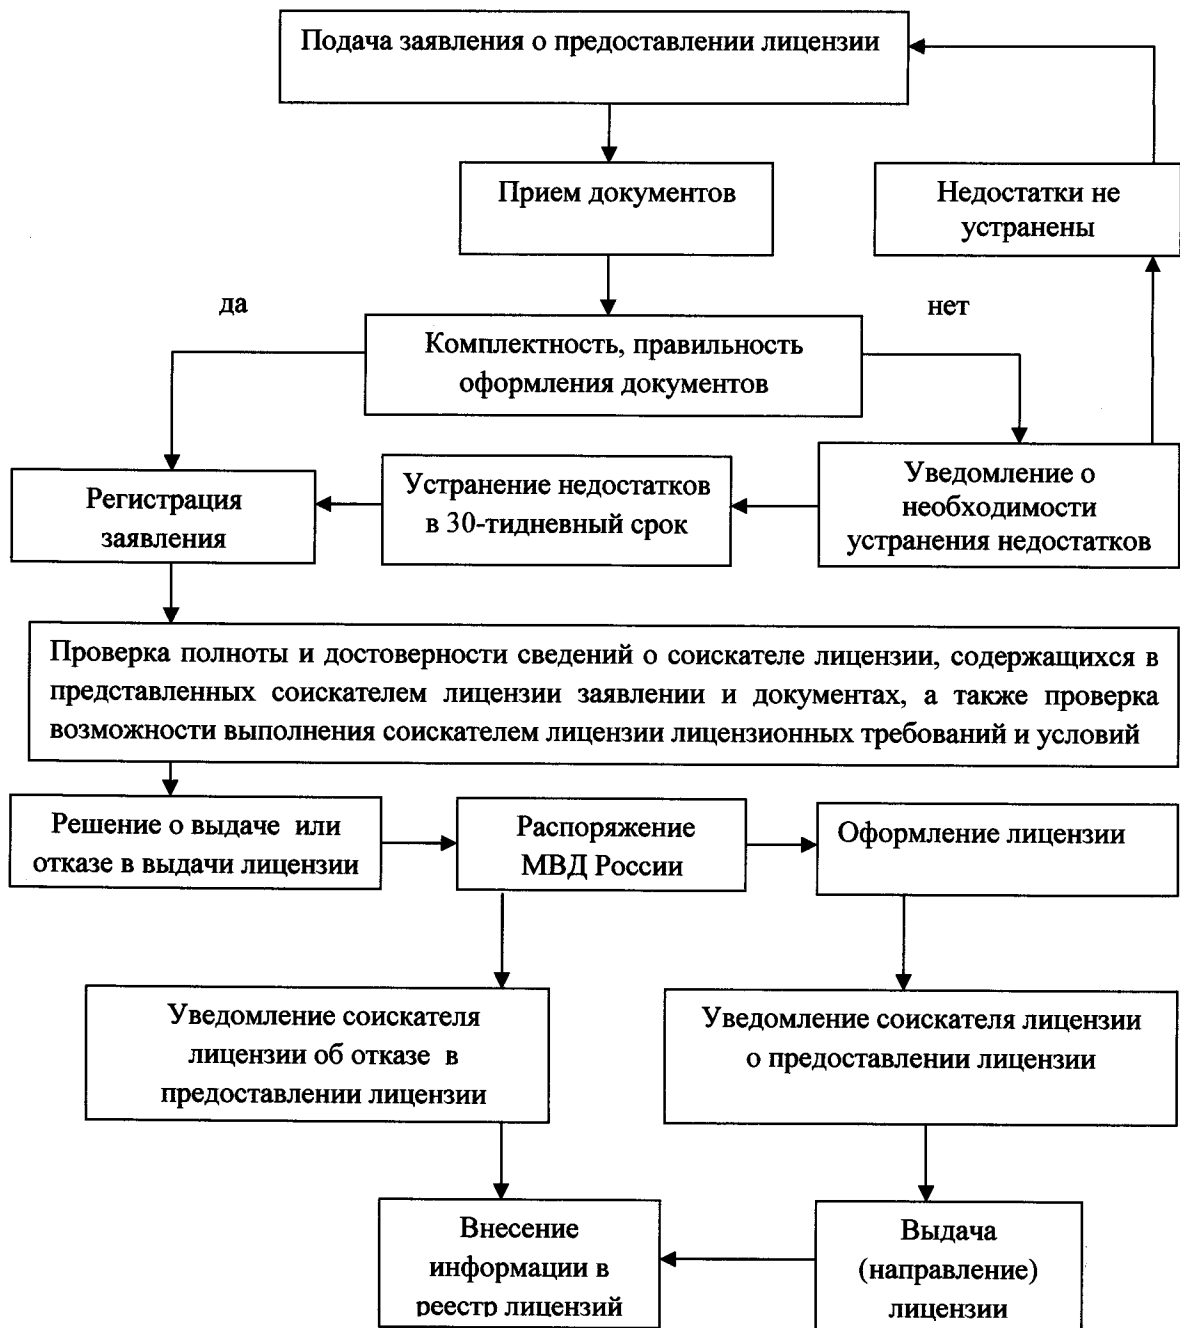 Подача заявления о предоставлении лицензии
Прием документов
Недостатки не
устранены
да
нет
Комплектность, правильность
оформления документов
Регистрация
заявления
Устранение недостатков
в 30-тидневный срок
Уведомление о
необходимости
устранения недостатков
Проверка полноты и достоверности сведений о соискателе лицензии, содержащихся в
представленных соискателем лицензии заявлении и документах, а также проверка
возможности выполнения соискателем лицензии лицензионных требований и условий
Решение о выдаче или
отказе в выдачи лицензии
Распоряжение
МВД России
Оформление лицензии
Уведомление соискателя
лицензии об отказе в
предоставлении лицензии
Уведомление соискателя лицензии
о предоставлении лицензии
Внесение
информации в
реестр лицензий
Выдача
(направление)
лицензии